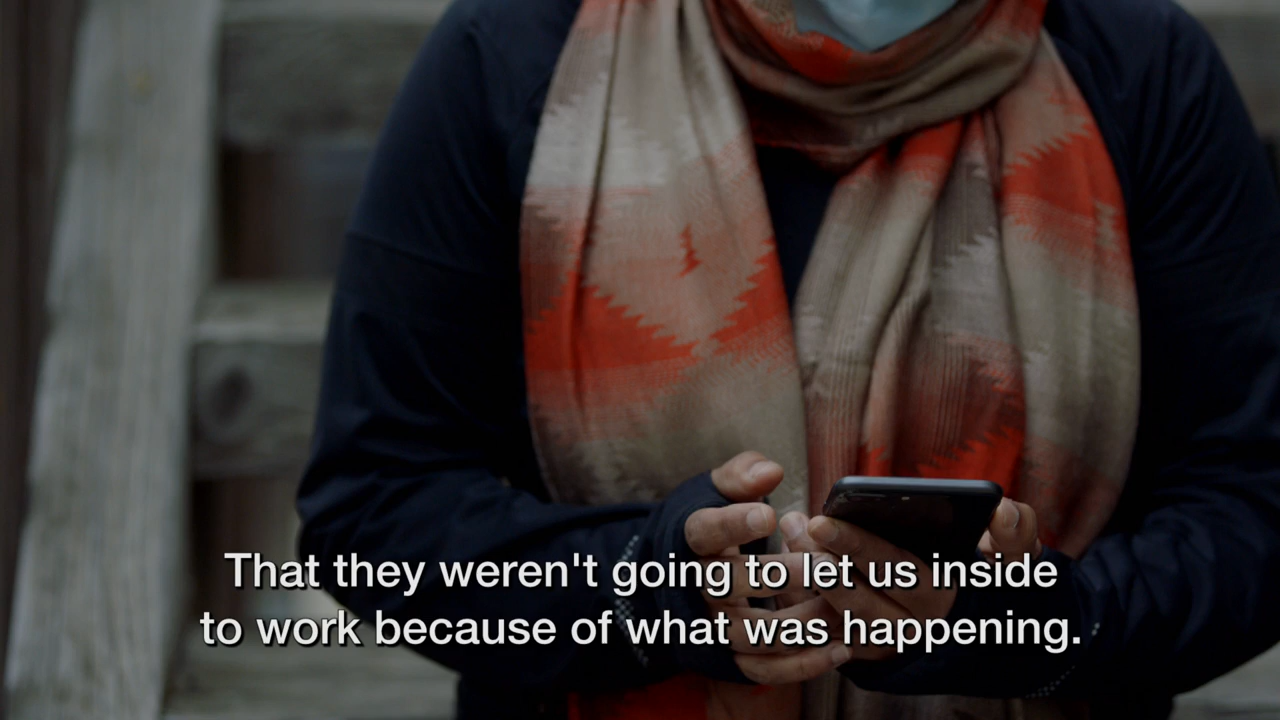 That they weren't going to let us inside
to work because of what was happening.